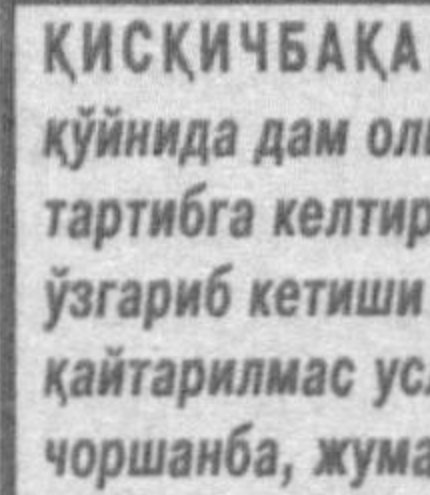 ҚИСҚИЧБАҚА
қўйнида дам
тартибга
ўзгариб кетиши
қайтарилмас
чоршанба, жума